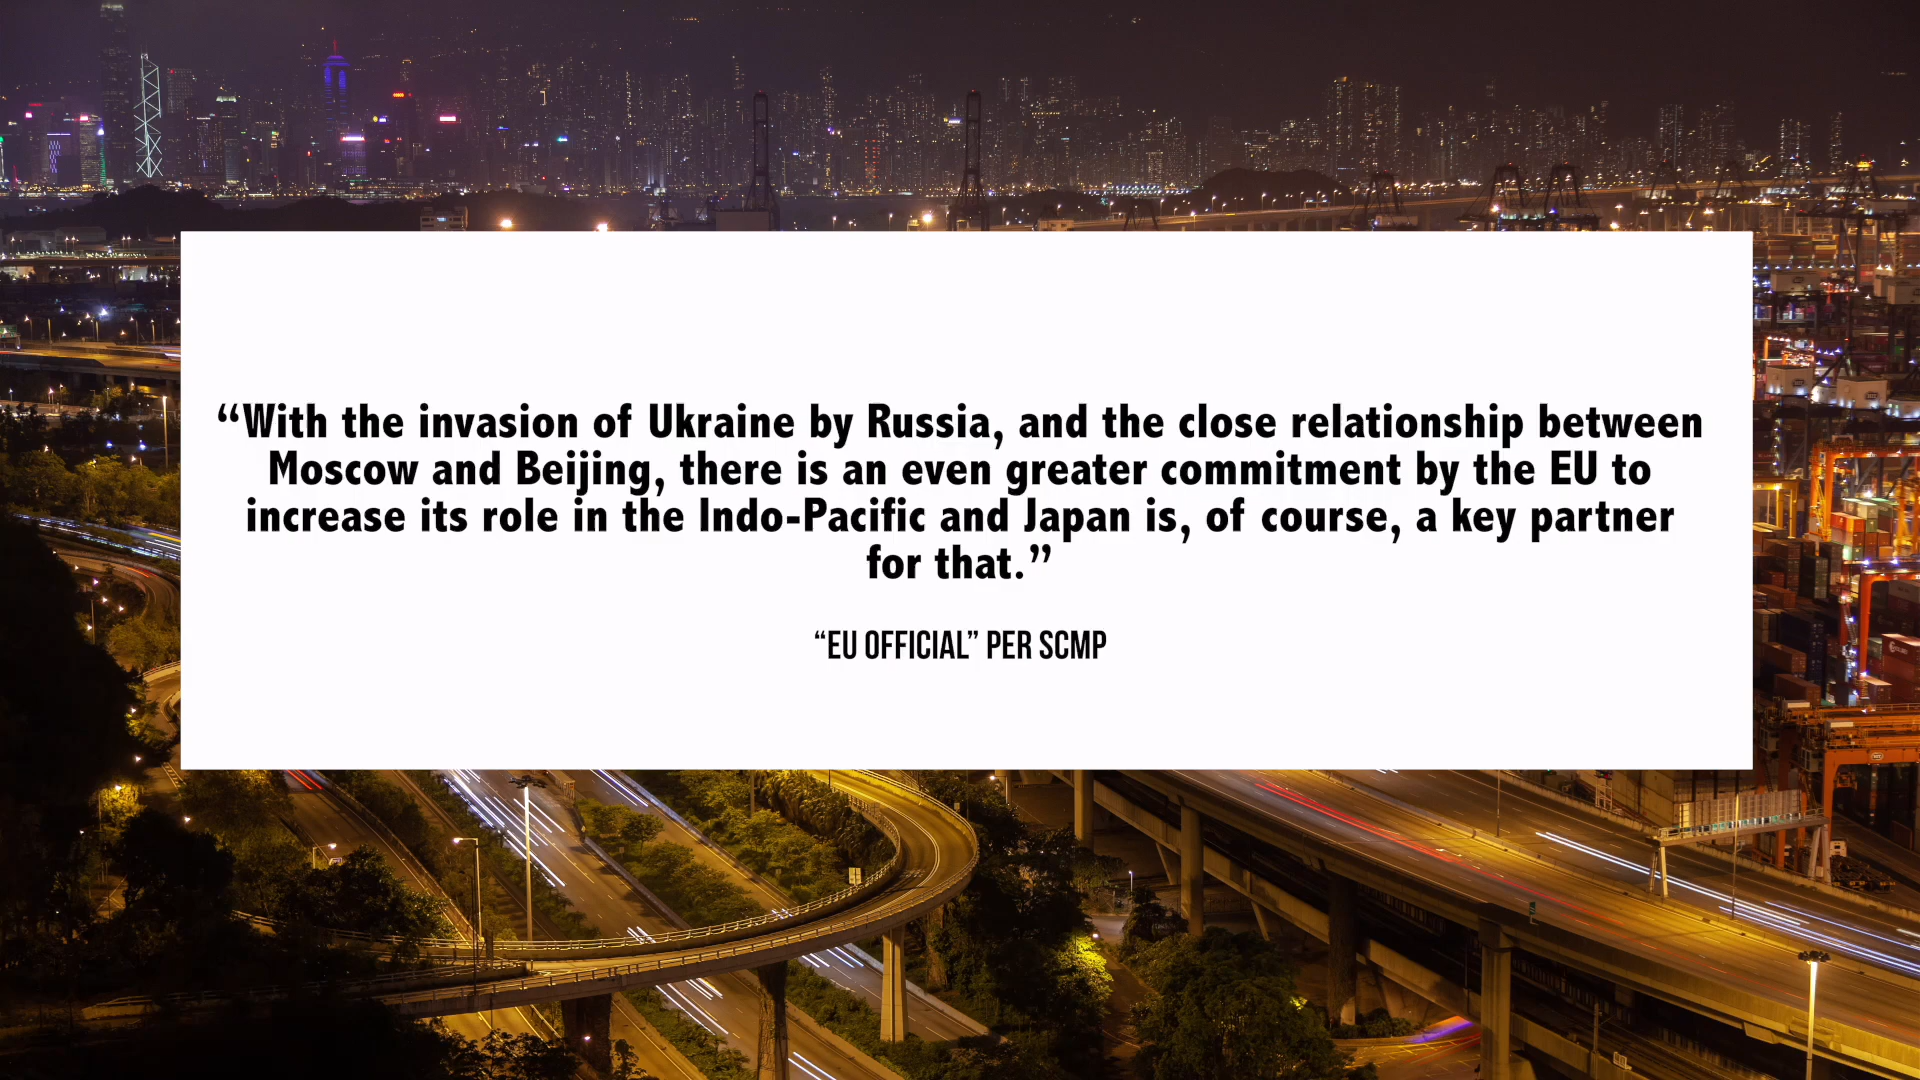 “With the invasion of Ukraine by Russia, and the close relationship between
Moscow and Beijing, there is an even greater commitment by the EU to
increase its role in the Indo-Pacific and Japan is, of course, a key partner
for that.”
“EU OFFICIAL” PER SCMP